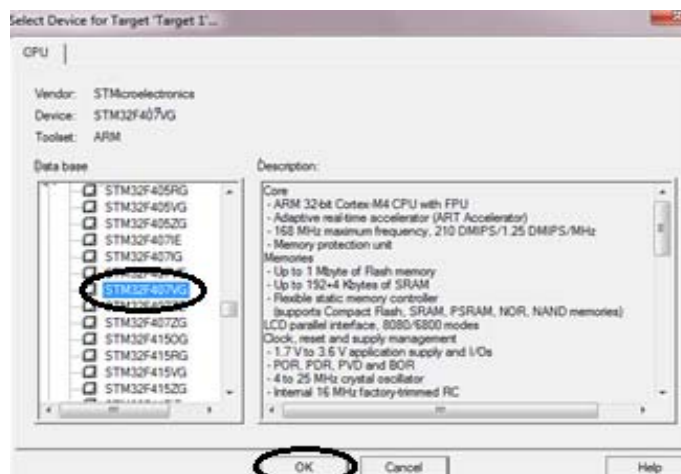 Select Device for Target 'Target 1'...
CPU
Vendor: STMicroelectronics
Device: STM32F407VG
Toolset: ARM
Data base
Description:
STM32F405RG
STM32F405VG
STM32F405ZG
STM32F407IE
STM32F407IG
STM32F407VG
STM32F407ZG
STM32F415OG
STM32F415RG
STM32F415VG
STM32F415ZG
Core
- ARM 32-bit Cortex-M4 CPU with FPU
- Adaptive real-time accelerator (ART Accelerator)
- 168 MHz maximum frequency, 210 DMIPS/1.25 DMIPS/MHz
- Memory protection unit
Memories
- Up to 1 Mbyte of Flash memory
- Up to 192+4 Kbytes of SRAM
- Flexible static memory controller
(supports Compact Flash, SRAM, PSRAM, NOR, NAND memories)
LCD parallel interface, 8080/6800 modes
Clock, reset and supply management
- 1.7 V to 3.6 V application supply and I/Os
- POR, PDR, PVD and BOR
- 4 to 25 MHz crystal oscillator
- Internal 16 MHz factory-trimmed RC
OK
Cancel
Help